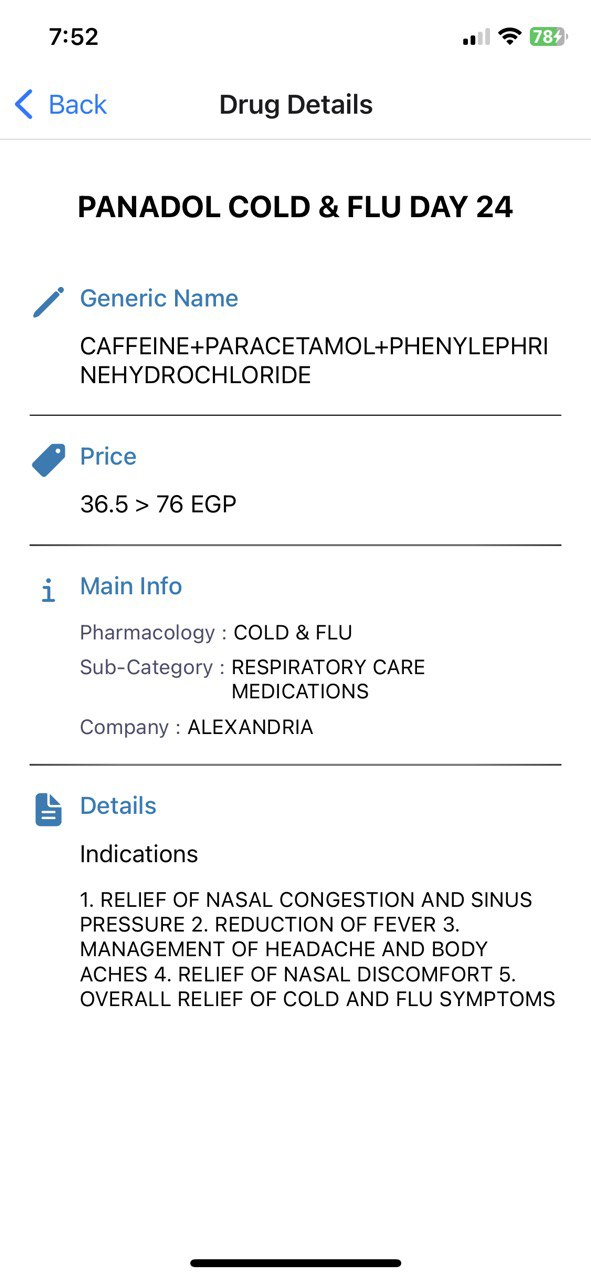 7:52
78
Back
Drug Details
PANADOL COLD & FLU DAY 24
Generic Name
CAFFEINE+PARACETAMOL+PHENYLEPHRI
NEHYDROCHLORIDE
Price
36.5 > 76 EGP
Main Info
Pharmacology : COLD & FLU
Sub-Category : RESPIRATORY CARE
MEDICATIONS
Company : ALEXANDRIA
Details
Indications
1. RELIEF OF NASAL CONGESTION AND SINUS
PRESSURE 2. REDUCTION OF FEVER 3.
MANAGEMENT OF HEADACHE AND BODY
ACHES 4. RELIEF OF NASAL DISCOMFORT 5.
OVERALL RELIEF OF COLD AND FLU SYMPTOMS